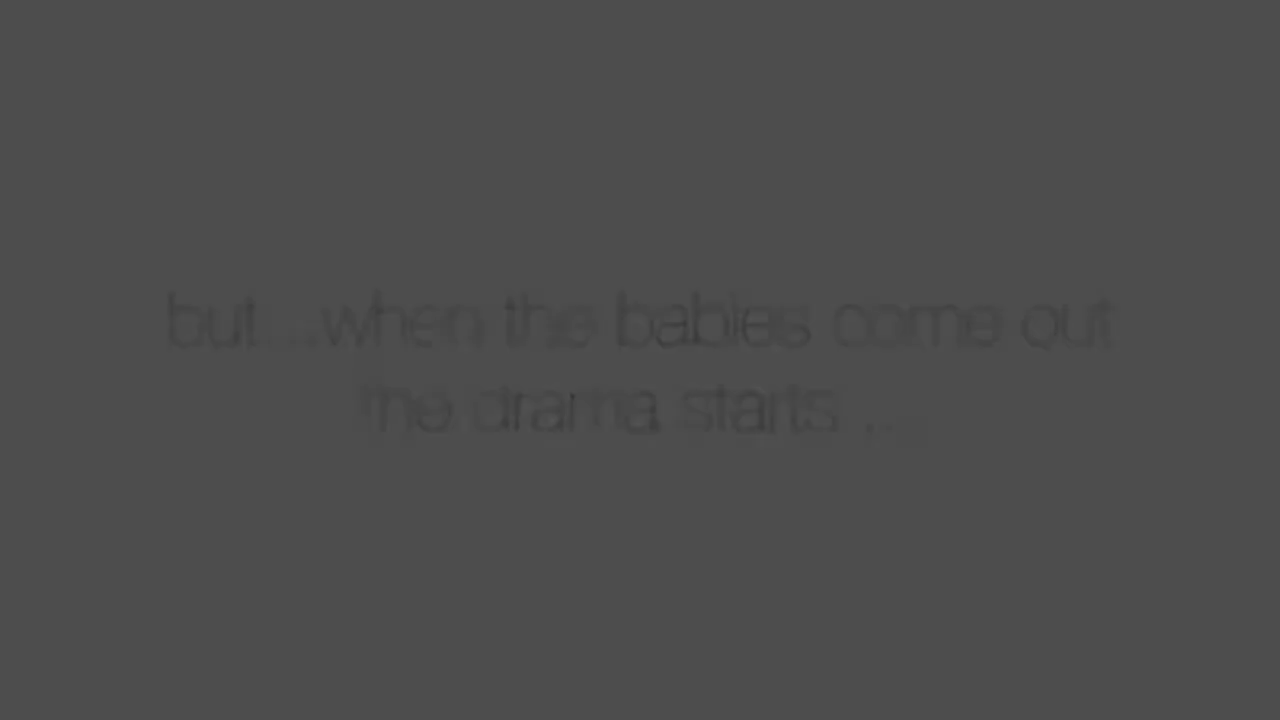 but ...when the babies come out
the drama starts ...